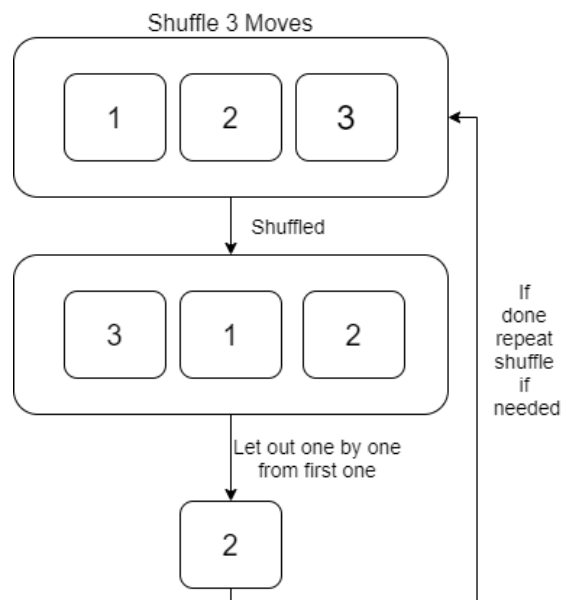 Shuffle 3 Moves
1 2 3
Shuffled
3 1 2
If
done
repeat
shuffle
if
needed
Let out one by one
from first one
2